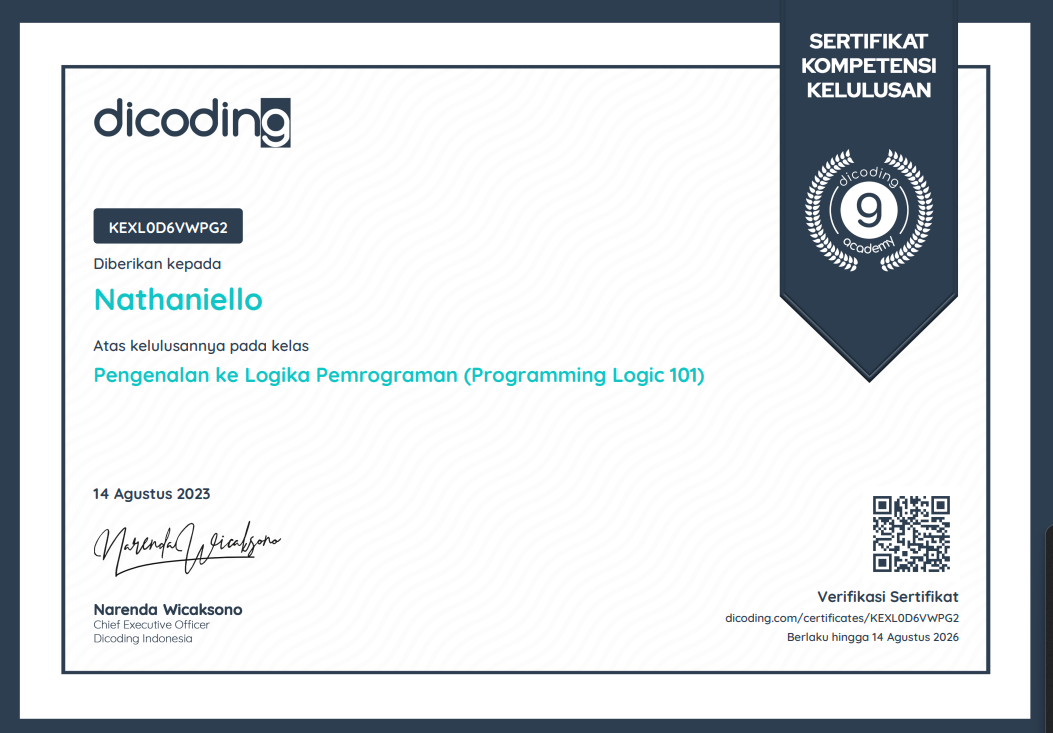 SERTIFIKAT
KOMPETENSI
KELULUSAN
dicoding
dicoding
9
academy
KEXL0D6VWPG2
Diberikan kepada
Nathaniello
Atas kelulusannya pada kelas
Pengenalan ke Logika Pemrograman (Programming Logic 101)
14 Agustus 2023
Narenda Wicaksono
Narenda Wicaksono
Chief Executive Officer
Dicoding Indonesia
Verifikasi Sertifikat
dicoding.com/certificates/KEXL0D6VWPG2
Berlaku hingga 14 Agustus 2026